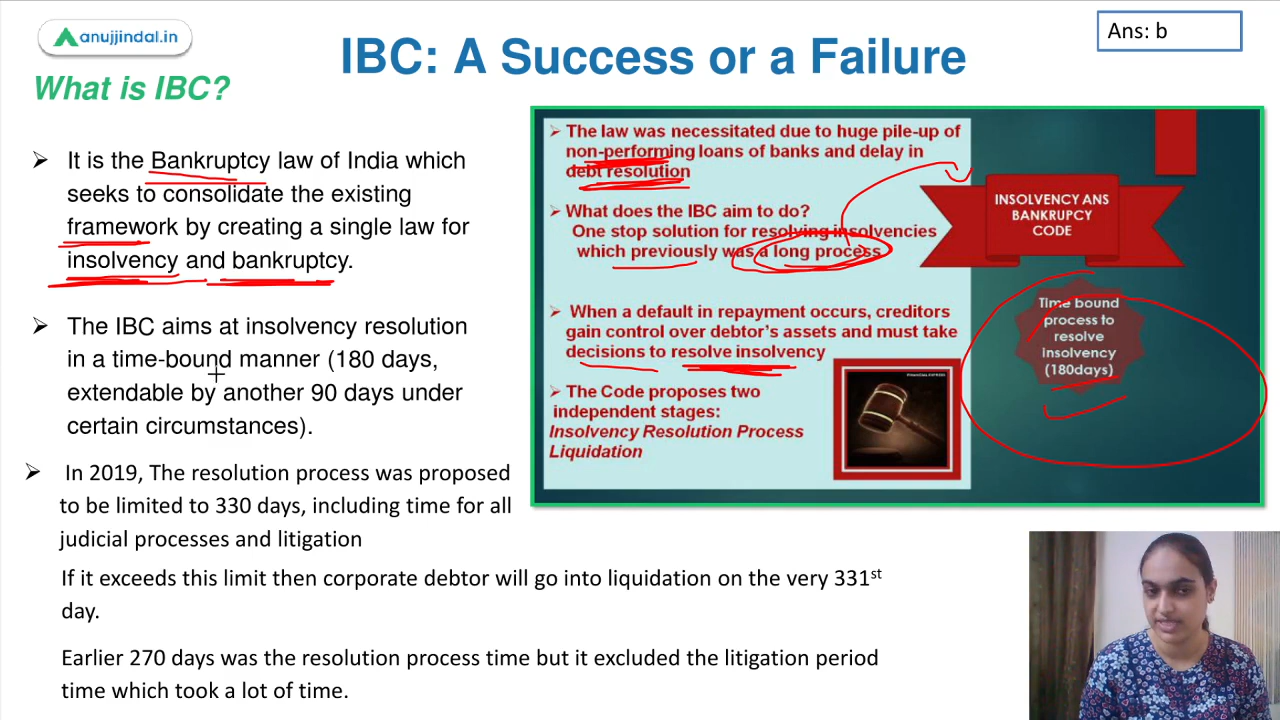 anujjindal.in
IBC: A Success or a Failure
Ans: b
What is IBC?
➢ It is the Bankruptcy law of India which
seeks to consolidate the existing
framework by creating a single law for
insolvency and bankruptcy.
➢ The IBC aims at insolvency resolution
in a time-bound manner (180 days,
extendable by another 90 days under
certain circumstances).
➢ In 2019, The resolution process was proposed
to be limited to 330 days, including time for all
judicial processes and litigation
If it exceeds this limit then corporate debtor will go into liquidation on the very 331st
day.
Earlier 270 days was the resolution process time but it excluded the litigation period
time which took a lot of time.
➢ The law was necessitated due to huge pile-up of
non-performing loans of banks and delay in
debt resolution
➢ What does the IBC aim to do?
One stop solution for resolving insolvencies
which previously was a long process
➢ When a default in repayment occurs, creditors
gain control over debtor's assets and must take
decisions to resolve insolvency
➢ The Code proposes two
independent stages:
Insolvency Resolution Process
Liquidation
INSOLVENCY ANS
BANKRUPCY
CODE
Time bound
process to
resolve
insolvency
(180days)